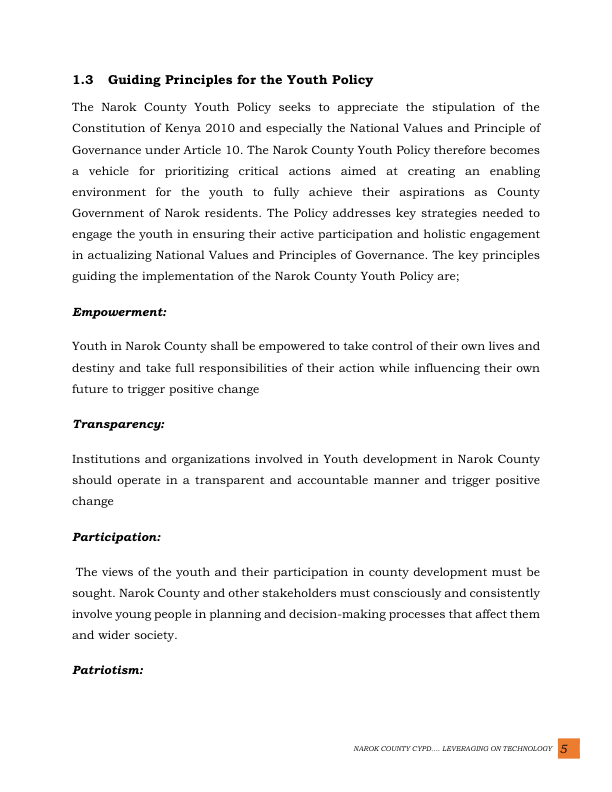 1.3 Guiding Principles for the Youth Policy
The Narok County Youth Policy seeks to appreciate the stipulation of the
Constitution of Kenya 2010 and especially the National Values and Principle of
Governance under Article 10. The Narok County Youth Policy therefore becomes
a vehicle for prioritizing critical actions aimed at creating an enabling
environment for the youth to fully achieve their aspirations as County
Government of Narok residents. The Policy addresses key strategies needed to
engage the youth in ensuring their active participation and holistic engagement
in actualizing National Values and Principles of Governance. The key principles
guiding the implementation of the Narok County Youth Policy are;
Empowerment:
Youth in Narok County shall be empowered to take control of their own lives and
destiny and take full responsibilities of their action while influencing their own
future to trigger positive change
Transparency:
Institutions and organizations involved in Youth development in Narok County
should operate in a transparent and accountable manner and trigger positive
change
Participation:
The views of the youth and their participation in county development must be
sought. Narok County and other stakeholders must consciously and consistently
involve young people in planning and decision-making processes that affect them
and wider society.
Patriotism:
NAROK COUNTY CYPD.... LEVERAGING ON TECHNOLOGY 5